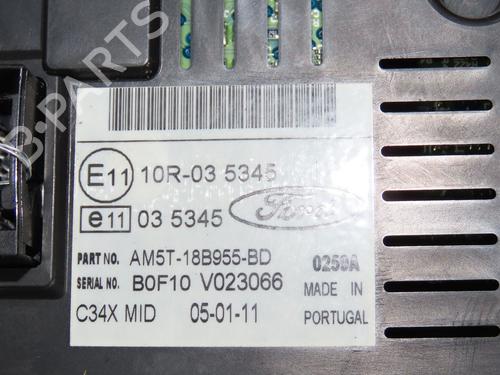 E11 10R-03 5345
e11 03 5345 Ford
PART NO. AM5T-18B955-BD 0259A
SERIAL NO. B0F10 V023066 MADE IN
C34X MID 05-01-11 PORTUGAL
B-PARTS